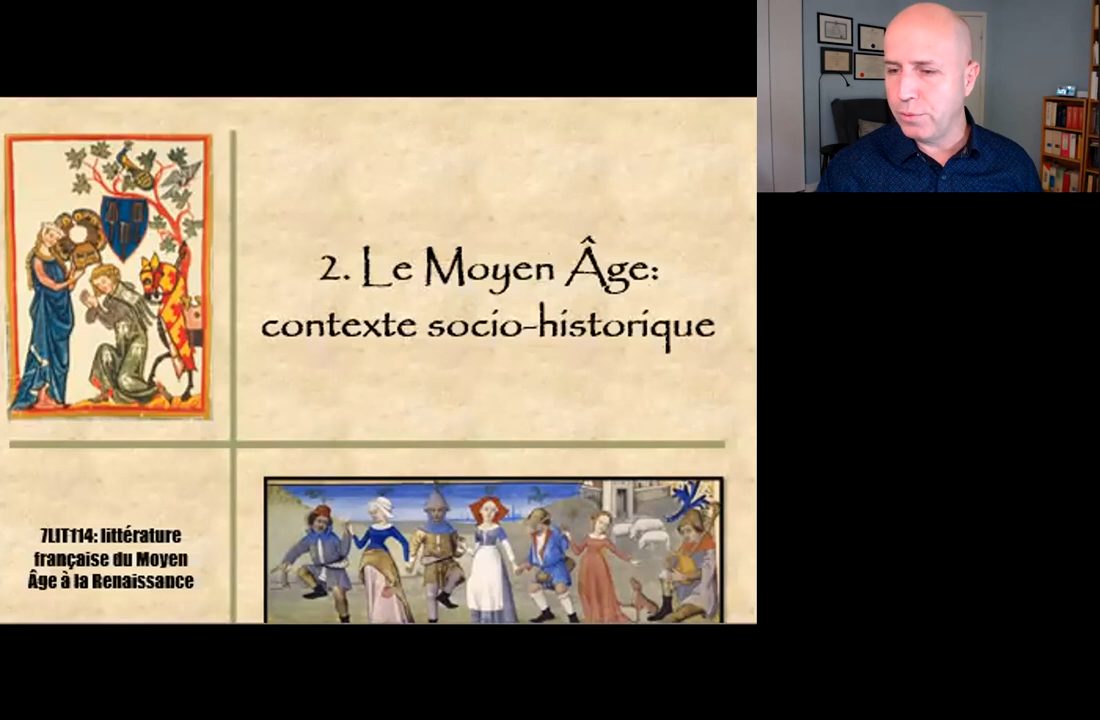 2. Le Moyen Âge:
contexte socio-historique
7LIT114: littérature
française du Moyen
Âge à la Renaissance